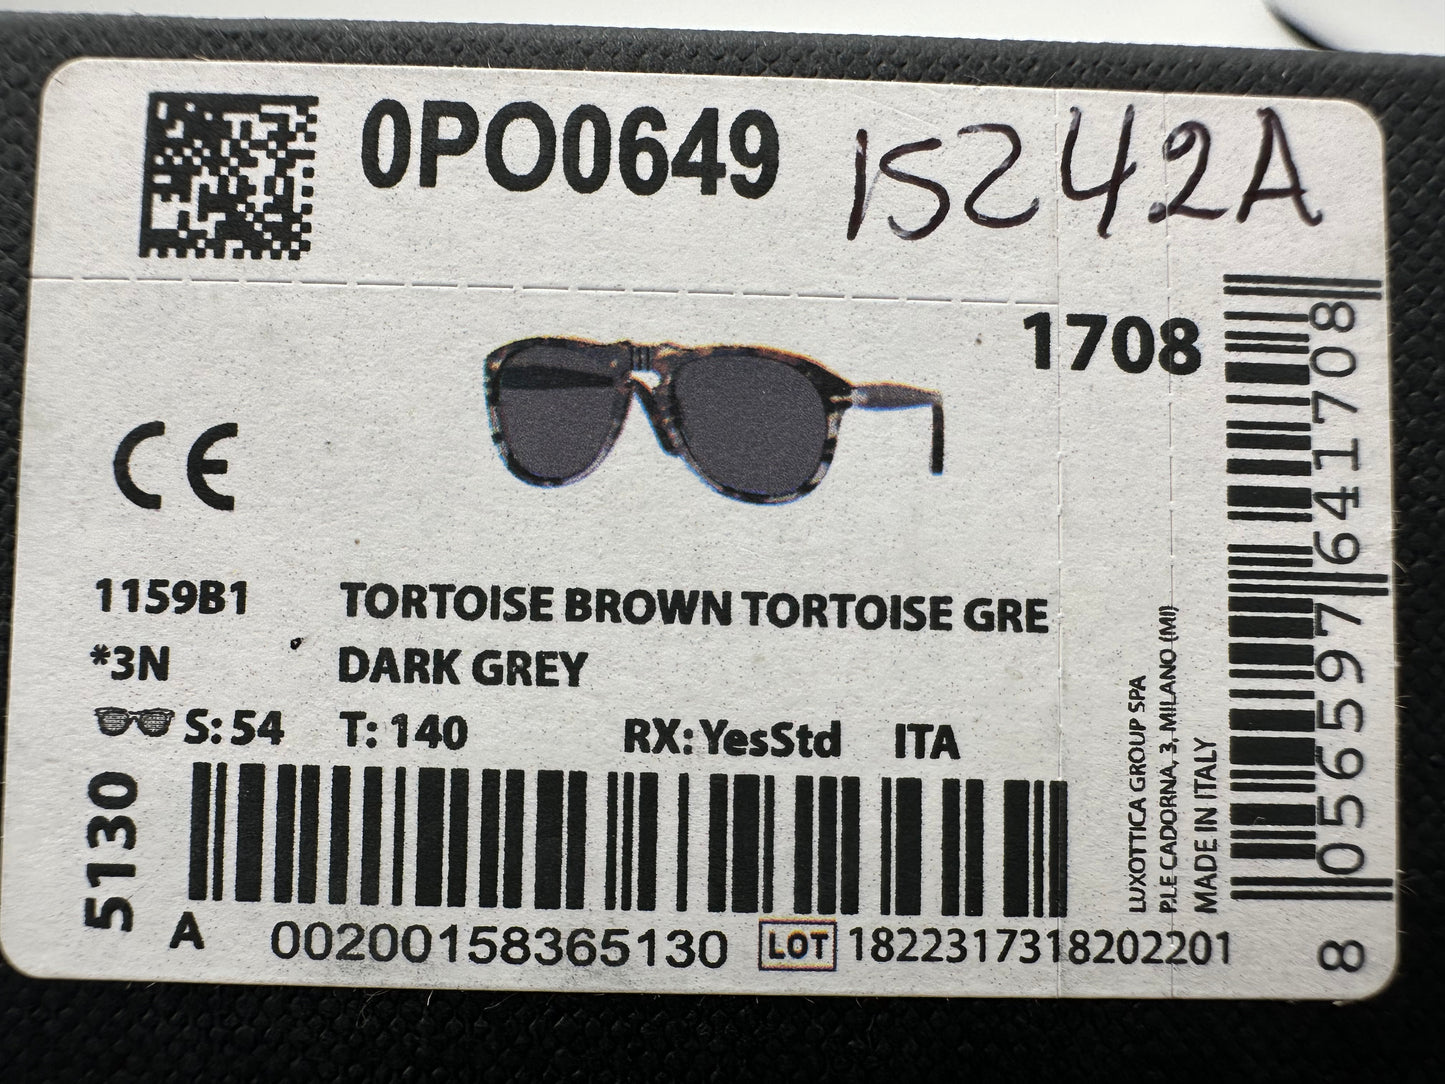 0PO0649
15242A
1708
CE
1159B1 TORTOISE BROWN TORTOISE GRE
*3N DARK GREY
S: 54 T: 140 RX: YesStd ITA
5130
A 00200158365130 LOT 1822317318202201
LUXOTTICA GROUP SPA
P.LE CADORNA, 3, MILANO (MI)
MADE IN ITALY
8 056597 641708